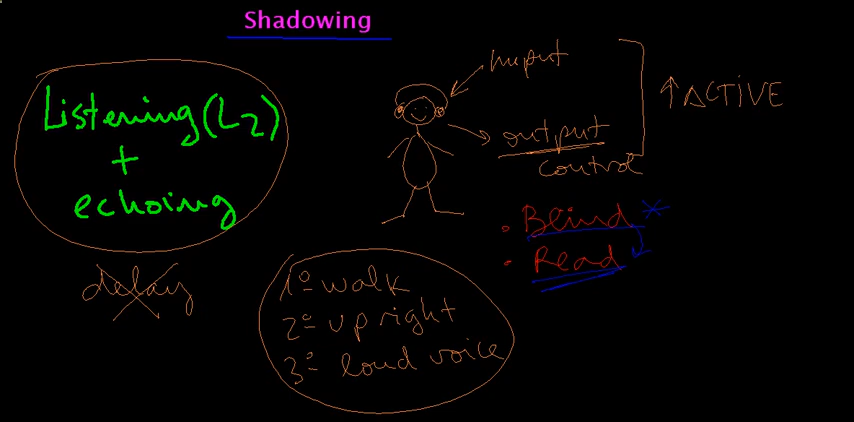 Shadowing
Listening (L2)
+
echoing
delay
input
output
control
↑ ACTIVE
• Blind *
• Read
1º walk
2º upright
3º loud voice